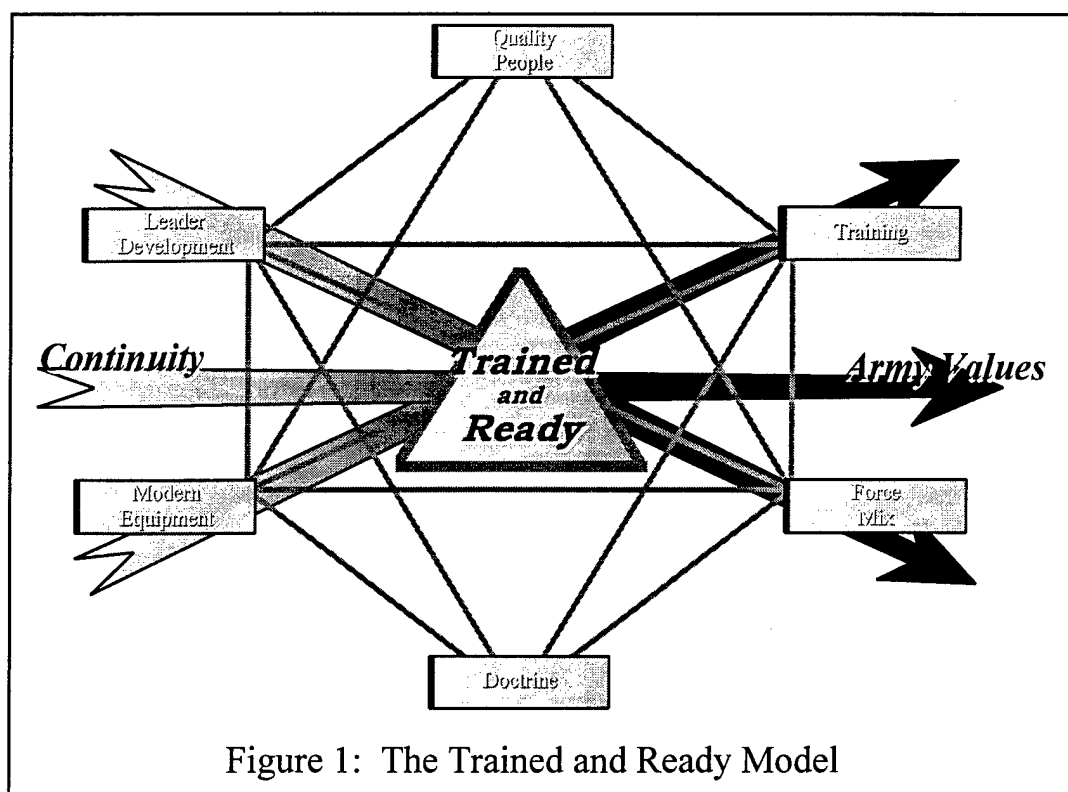 Quality
People
Leader
Development
Training
Continuity
Army Values
Trained
and
Ready
Modern
Equipment
Force
Mix
Doctrine
Figure 1:  The Trained and Ready Model